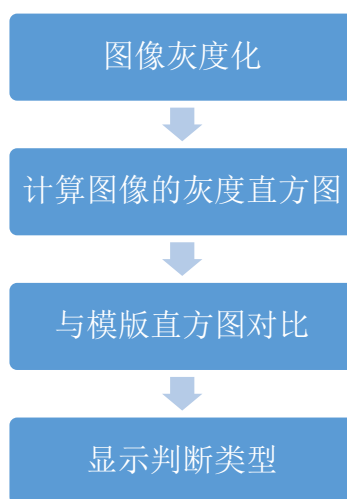 图像灰度化
计算图像的灰度直方图
与模版直方图对比
显示判断类型